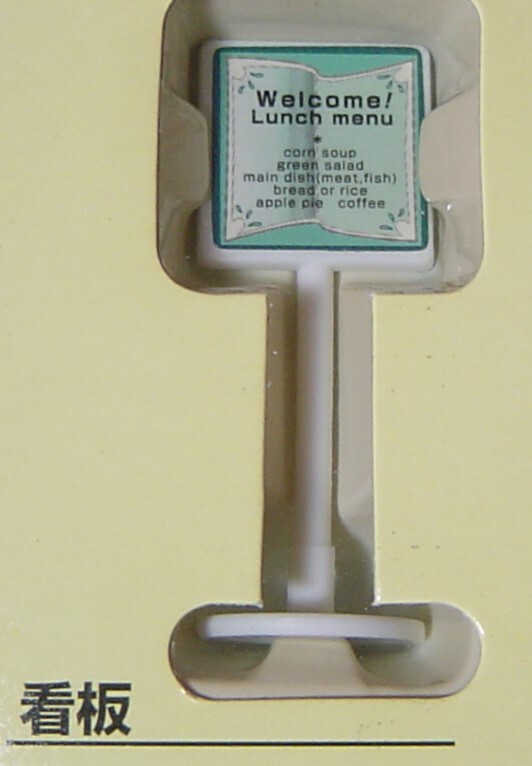 Welcome!
Lunch menu
*
corn soup
green salad
main dish(meat,fish)
bread or rice
apple pie coffee
看板